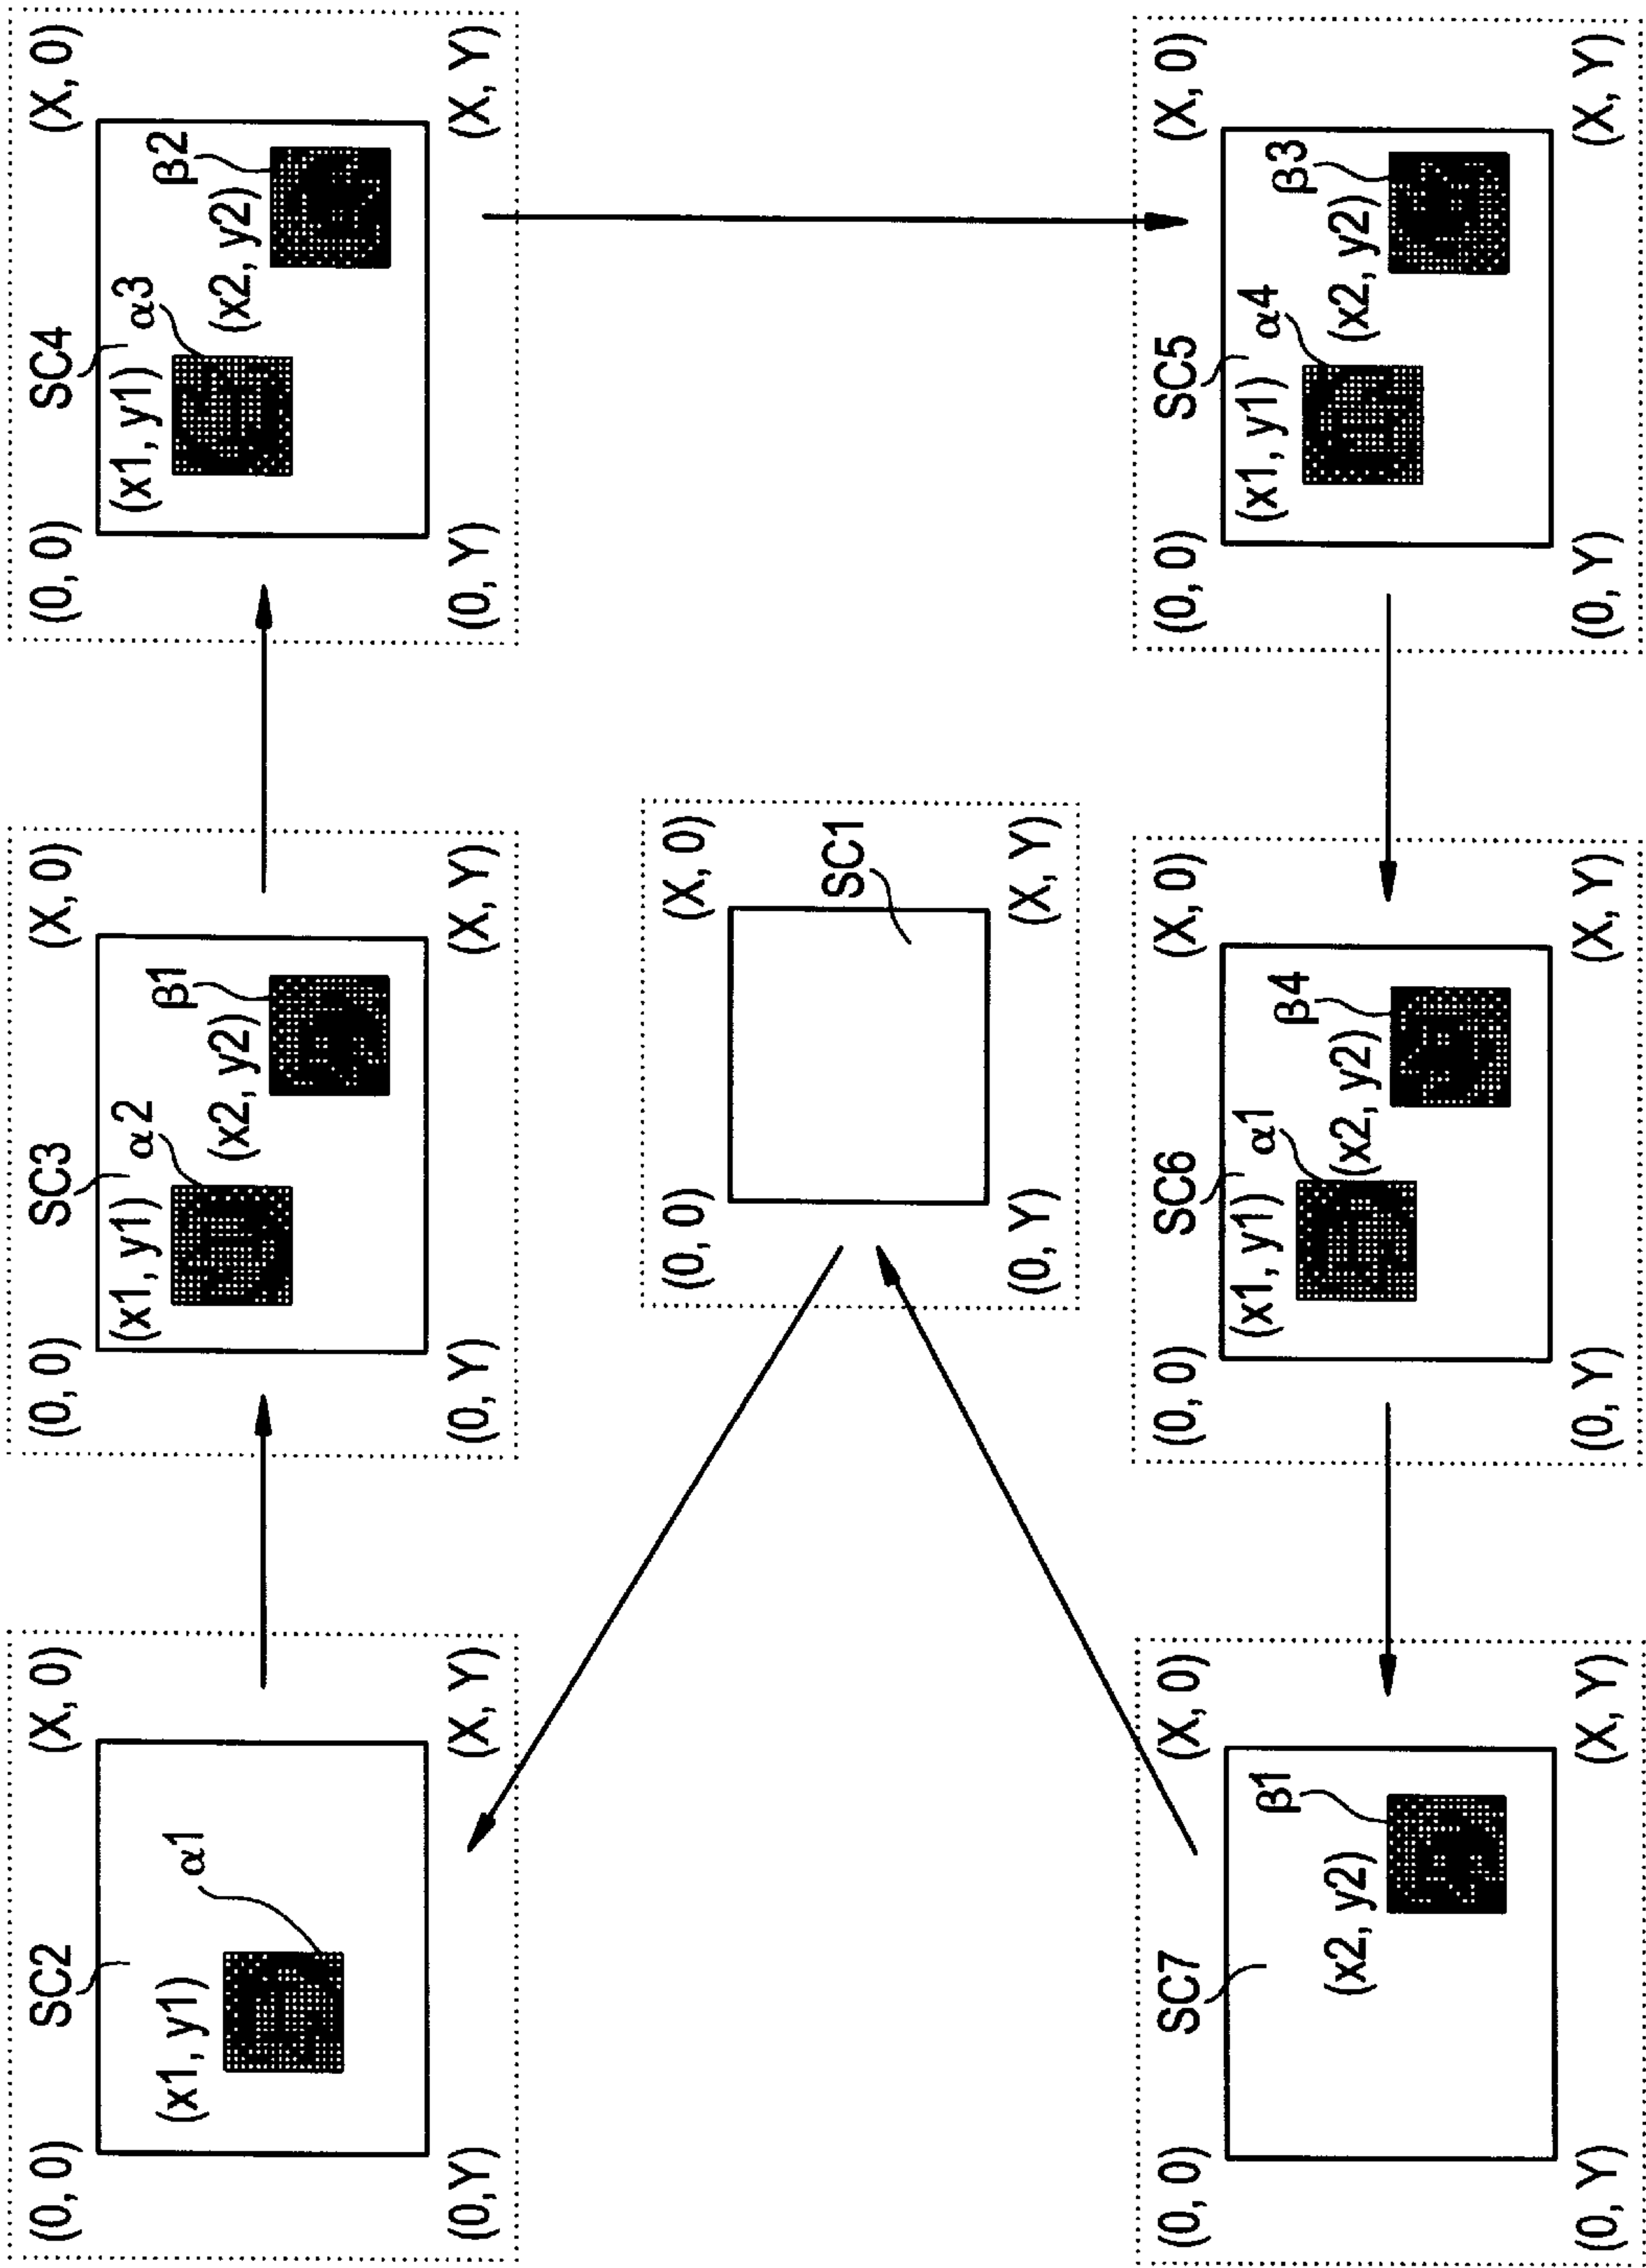 SC2
(0, 0)
(X, 0)
(x1, y1)
α1
(0, Y)
(X, Y)
SC3
(0, 0)
(X, 0)
(x1, y1)
α2
β1
(x2, y2)
(0, Y)
(X, Y)
SC4
(0, 0)
(X, 0)
(x1, y1)
α3
β2
(x2, y2)
(0, Y)
(X, Y)
(0, 0)
(X, 0)
SC1
(0, Y)
(X, Y)
SC7
(0, 0)
(X, 0)
β1
(x2, y2)
(0, Y)
(X, Y)
SC6
(0, 0)
(X, 0)
(x1, y1)
α1
β4
(x2, y2)
(0, Y)
(X, Y)
SC5
(0, 0)
(X, 0)
(x1, y1)
α4
β3
(x2, y2)
(0, Y)
(X, Y)